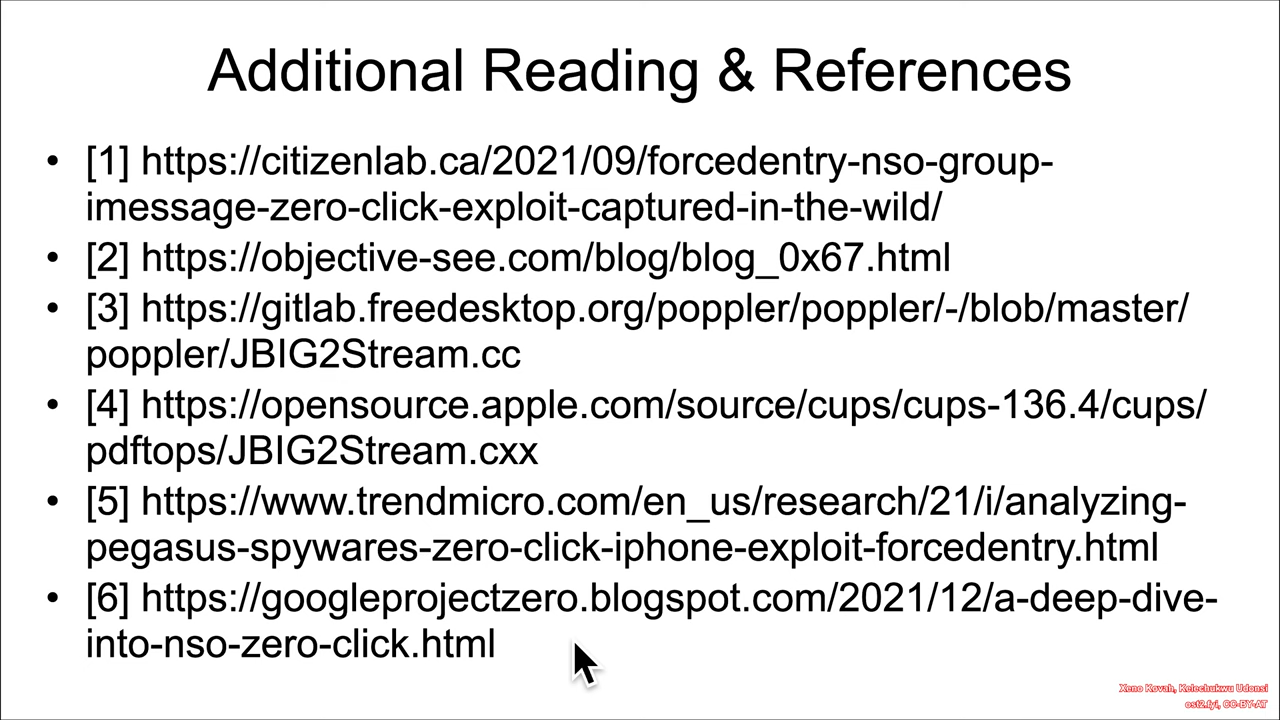 Additional Reading & References
• [1] https://citizenlab.ca/2021/09/forcedentry-nso-group-
imessage-zero-click-exploit-captured-in-the-wild/
• [2] https://objective-see.com/blog/blog_0x67.html
• [3] https://gitlab.freedesktop.org/poppler/poppler/-/blob/master/
poppler/JBIG2Stream.cc
• [4] https://opensource.apple.com/source/cups/cups-136.4/cups/
pdftops/JBIG2Stream.cxx
• [5] https://www.trendmicro.com/en_us/research/21/i/analyzing-
pegasus-spywares-zero-click-iphone-exploit-forcedentry.html
• [6] https://googleprojectzero.blogspot.com/2021/12/a-deep-dive-
into-nso-zero-click.html
Xeno Kovah, Kelechukwu Udonsi
ost2.fyi, CC-BY-AT